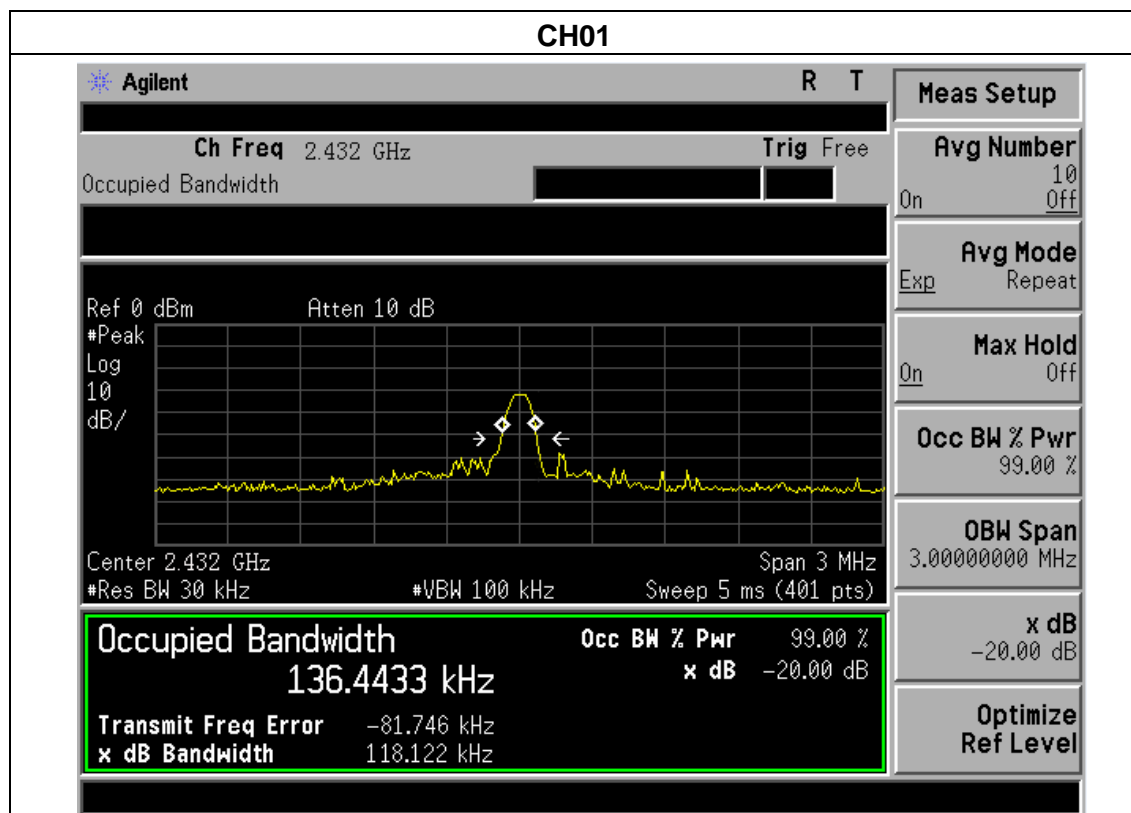 CH01
Agilent R T
Ch Freq 2.432 GHz Trig Free
Occupied Bandwidth
Ref 0 dBm Atten 10 dB
#Peak
Log
10
dB/
Center 2.432 GHz Span 3 MHz
#Res BW 30 kHz #VBW 100 kHz Sweep 5 ms (401 pts)
Occupied Bandwidth Occ BW % Pwr 99.00 %
136.4433 kHz x dB -20.00 dB
Transmit Freq Error -81.746 kHz
x dB Bandwidth 118.122 kHz
Meas Setup
Avg Number
10
On Off
Avg Mode
Exp Repeat
Max Hold
On Off
Occ BW % Pwr
99.00 %
OBW Span
3.00000000 MHz
x dB
-20.00 dB
Optimize
Ref Level